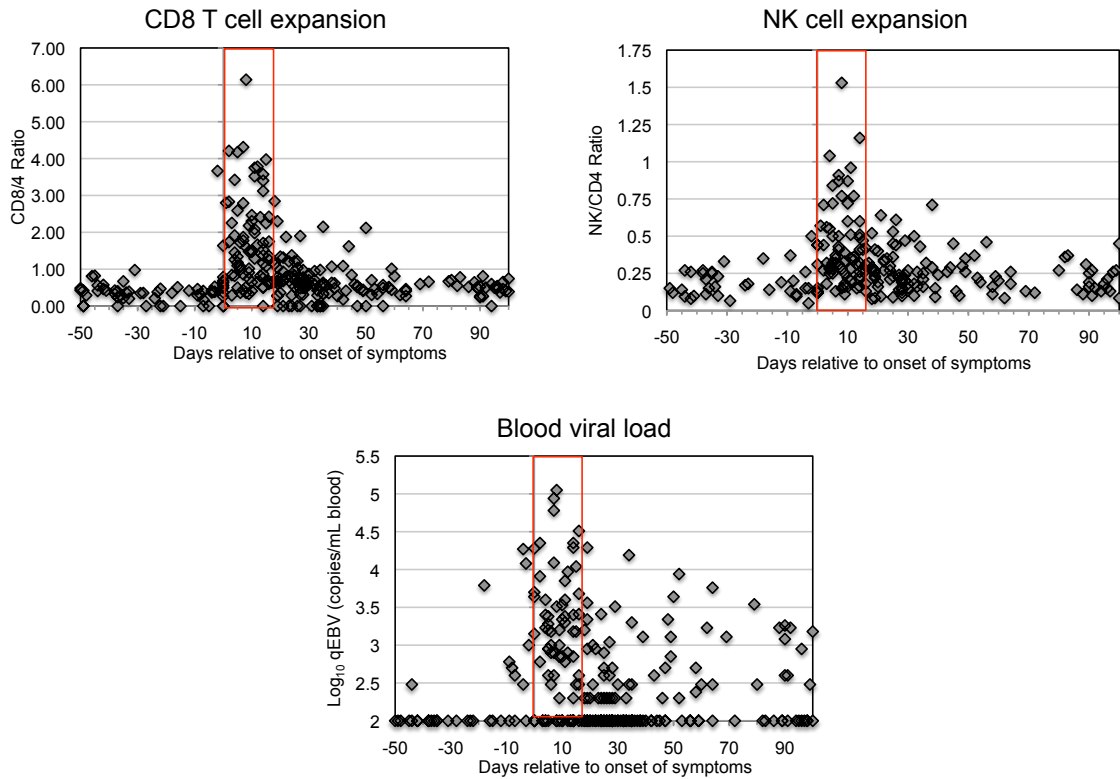 CD8 T cell expansion
7.00
6.00
5.00
4.00
3.00
2.00
1.00
0.00
CD8/4 Ratio
-50 -30 -10 10 30 50 70 90
Days relative to onset of symptoms
NK cell expansion
1.75
1.5
1.25
1
0.75
0.5
0.25
0
NK/CD4 Ratio
-50 -30 -10 10 30 50 70 90
Days relative to onset of symptoms
Blood viral load
5.5
5
4.5
4
3.5
3
2.5
2
Log₁₀ qEBV (copies/mL blood)
-50 -30 -10 10 30 50 70 90
Days relative to onset of symptoms